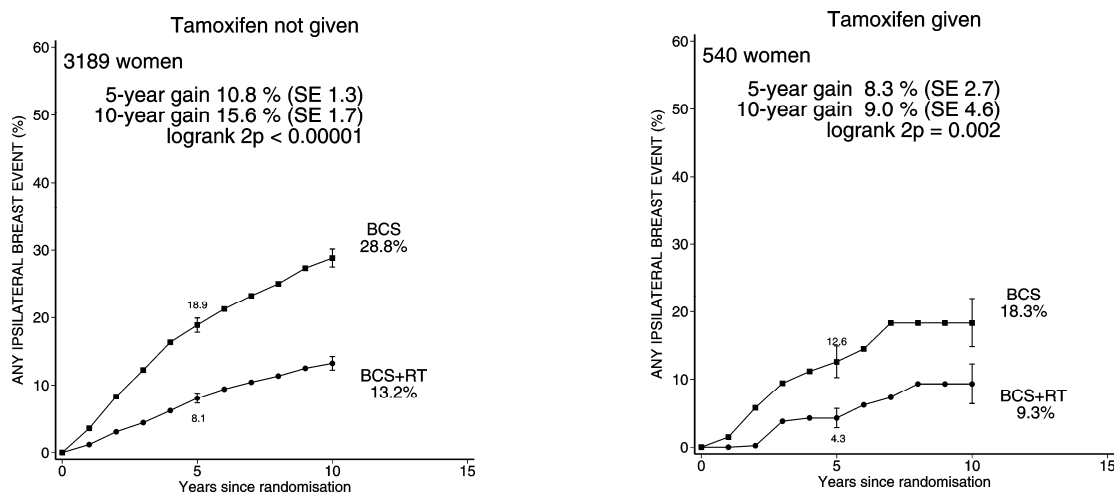 Tamoxifen not given
60
3189 women
5-year gain 10.8 % (SE 1.3)
10-year gain 15.6 % (SE 1.7)
logrank 2p < 0.00001
50
40
30
20
10
0
ANY IPSILATERAL BREAST EVENT (%)
BCS
28.8%
18.9
BCS+RT
13.2%
8.1
0
5
10
15
Years since randomisation
Tamoxifen given
60
540 women
5-year gain 8.3 % (SE 2.7)
10-year gain 9.0 % (SE 4.6)
logrank 2p = 0.002
50
40
30
20
10
0
ANY IPSILATERAL BREAST EVENT (%)
BCS
18.3%
12.6
BCS+RT
9.3%
4.3
0
5
10
15
Years since randomisation